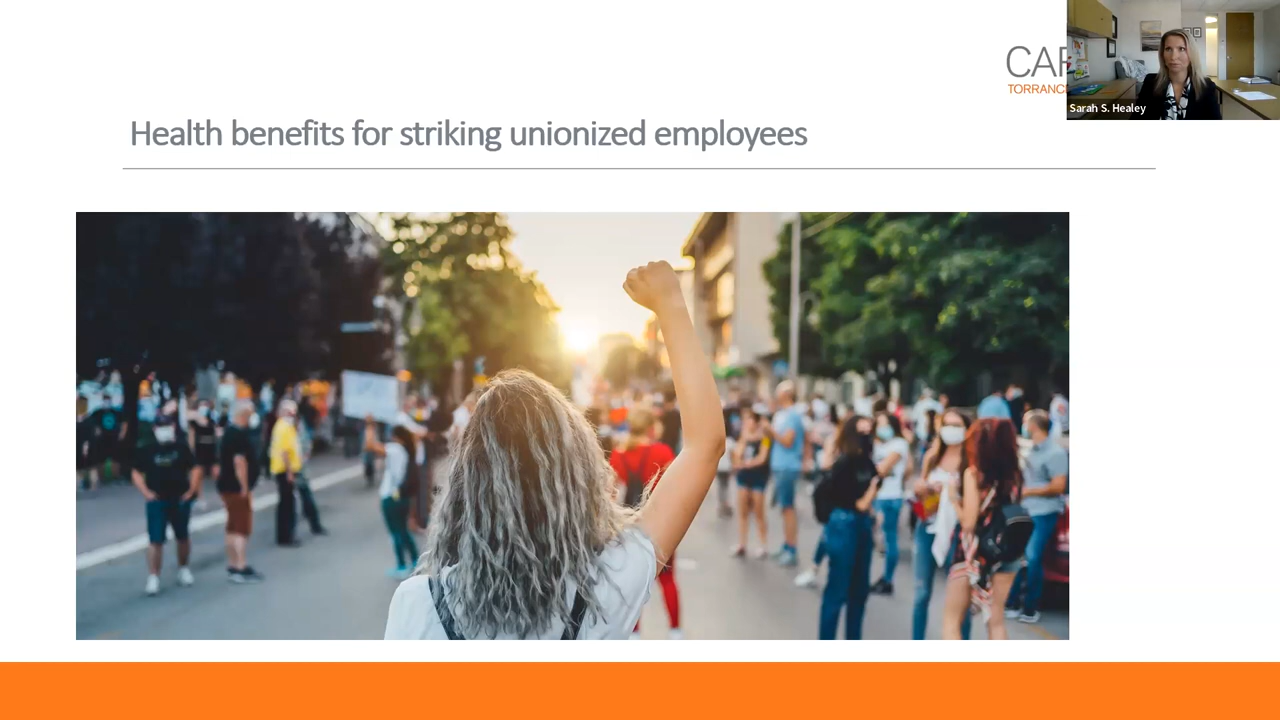 CAR
TORRANC
Sarah S. Healey
Health benefits for striking unionized employees